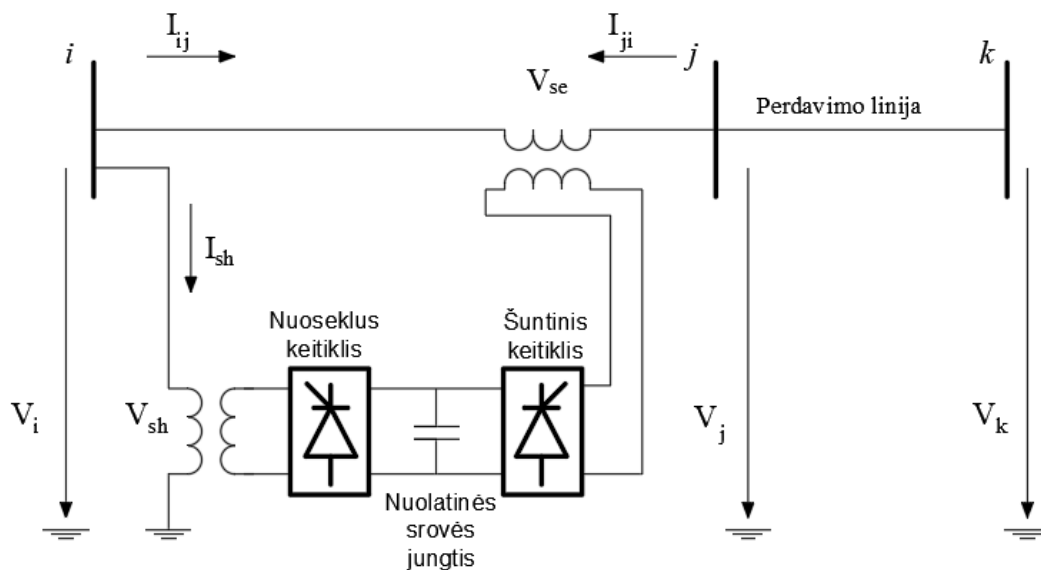 I_ij
I_ji
i
j
k
V_se
Perdavimo linija
I_sh
Nuoseklus
keitiklis
Šuntinis
keitiklis
V_i
V_sh
V_j
V_k
Nuolatinės
srovės
jungtis